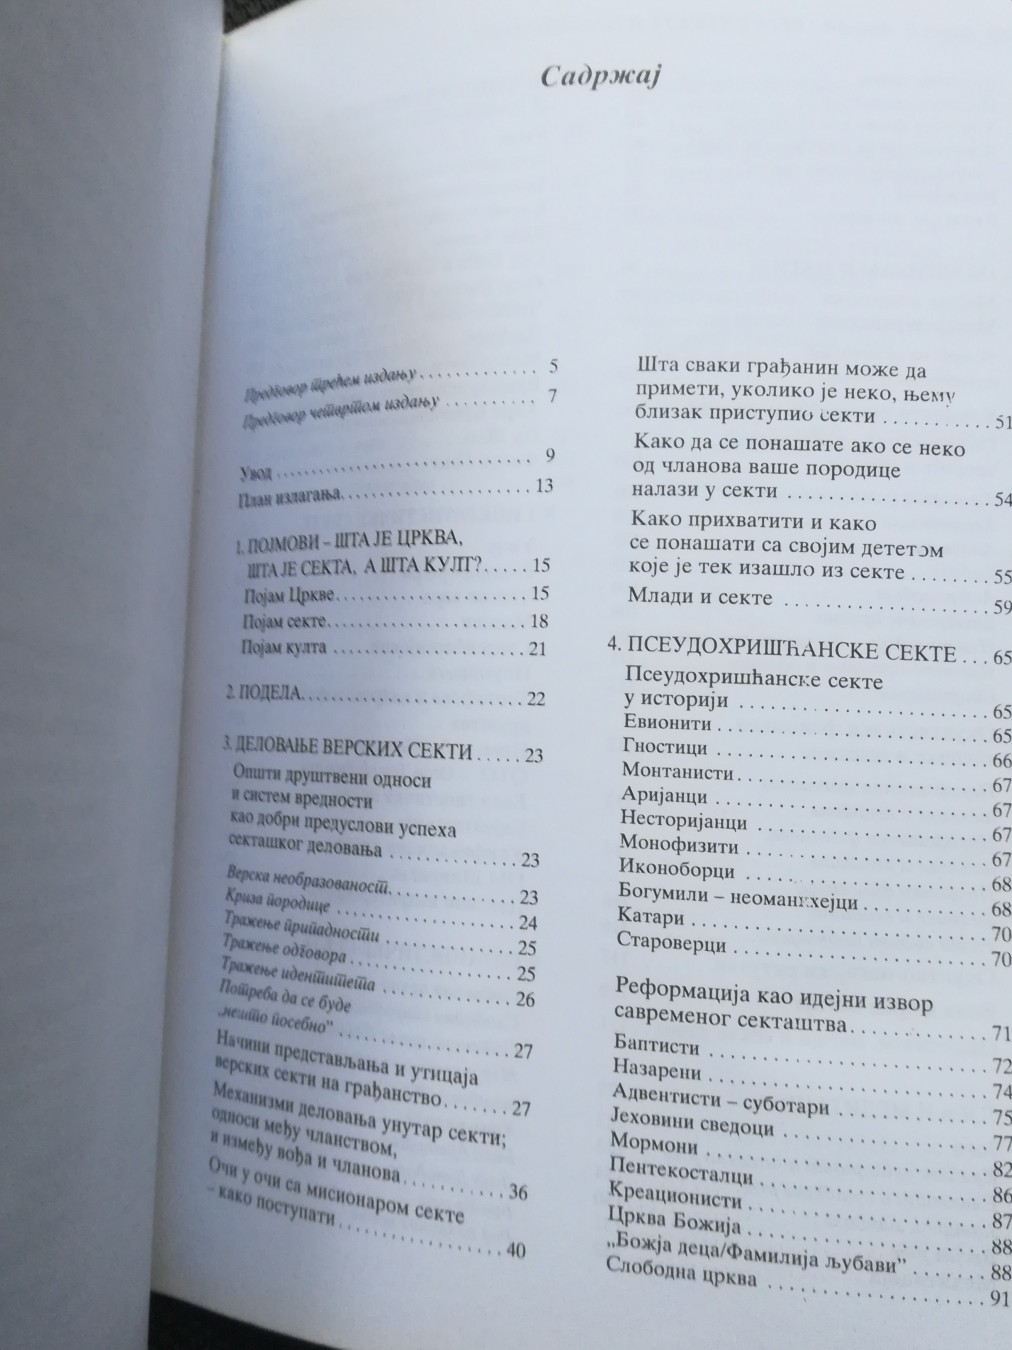 Садржај
Предговор трећем издању . . . . . . . . . . . . . 5
Предговор четвртом издању . . . . . . . . . . 7
Увод . . . . . . . . . . . . . . . . . . . . . . . . . . . . . 9
План излагања. . . . . . . . . . . . . . . . . . . . . 13
1. ПОЈМОВИ – ШТА ЈЕ ЦРКВА,
ШТА ЈЕ СЕКТА, А ШТА КУЛТ?. . . . . 15
Појам Цркве. . . . . . . . . . . . . . . . . . . . . . 15
Појам секте. . . . . . . . . . . . . . . . . . . . . . . 18
Појам култа . . . . . . . . . . . . . . . . . . . . . . 21
2. ПОДЕЛА. . . . . . . . . . . . . . . . . . . . . . . . . 22
3. ДЕЛОВАЊЕ ВЕРСКИХ СЕКТИ . . . . . 23
Општи друштвени односи
и систем вредности
као добри предуслови успеха
секташког деловања . . . . . . . . . . . . . . 23
Верска необразованост. . . . . . . . . . . . . . 23
Криза породице . . . . . . . . . . . . . . . . . . . 24
Тражење припадности . . . . . . . . . . . . . . 25
Тражење одговора . . . . . . . . . . . . . . . . . 25
Тражење идентитета . . . . . . . . . . . . . . . 26
Потреба да се буде
„нешто посебно” . . . . . . . . . . . . . . . . . . 27
Начини представљања и утицаја
верских секти на грађанство. . . . . . . 27
Механизми деловања унутар секти;
односи међу чланством,
и између вођа и чланова . . . . . . . . . . . 36
Очи у очи са мисионаром секте
– како поступати . . . . . . . . . . . . . . . . . 40
Шта сваки грађанин може да
примети, уколико је неко, њему
близак приступио секти . . . . . . . . . . . 51
Како да се понашате ако се неко
од чланова ваше породице
налази у секти . . . . . . . . . . . . . . . . . . . 54
Како прихватити и како
се понашати са својим дететом
које је тек изашло из секте . . . . . . . . . 55
Млади и секте . . . . . . . . . . . . . . . . . . . . 59
4. ПСЕУДОХРИШЋАНСКЕ СЕКТЕ . . . 65
Псеудохришћанске секте
у историји . . . . . . . . . . . . . . . . . . . . . . . 65
Евионити . . . . . . . . . . . . . . . . . . . . . . . . 65
Гностици . . . . . . . . . . . . . . . . . . . . . . . . 66
Монтанисти. . . . . . . . . . . . . . . . . . . . . . 67
Аријанци . . . . . . . . . . . . . . . . . . . . . . . . 67
Несторијанци . . . . . . . . . . . . . . . . . . . . 67
Монофизити . . . . . . . . . . . . . . . . . . . . . 67
Иконоборци . . . . . . . . . . . . . . . . . . . . . 68
Богумили – неоманихејци . . . . . . . . . . 68
Катари . . . . . . . . . . . . . . . . . . . . . . . . . . 70
Староверци . . . . . . . . . . . . . . . . . . . . . . 70
Реформација као идејни извор
савременог секташтва. . . . . . . . . . . . . 71
Баптисти . . . . . . . . . . . . . . . . . . . . . . . . 72
Назарени . . . . . . . . . . . . . . . . . . . . . . . . 74
Адвентисти – суботари . . . . . . . . . . . . 75
Јеховини сведоци . . . . . . . . . . . . . . . . . 77
Мормони . . . . . . . . . . . . . . . . . . . . . . . . 82
Пентекосталци . . . . . . . . . . . . . . . . . . . 86
Креационисти . . . . . . . . . . . . . . . . . . . . 87
Црква Божија . . . . . . . . . . . . . . . . . . . . 88
„Божја деца/Фамилија љубави” . . . . . . . 88
Слободна црква . . . . . . . . . . . . . . . . . . 91